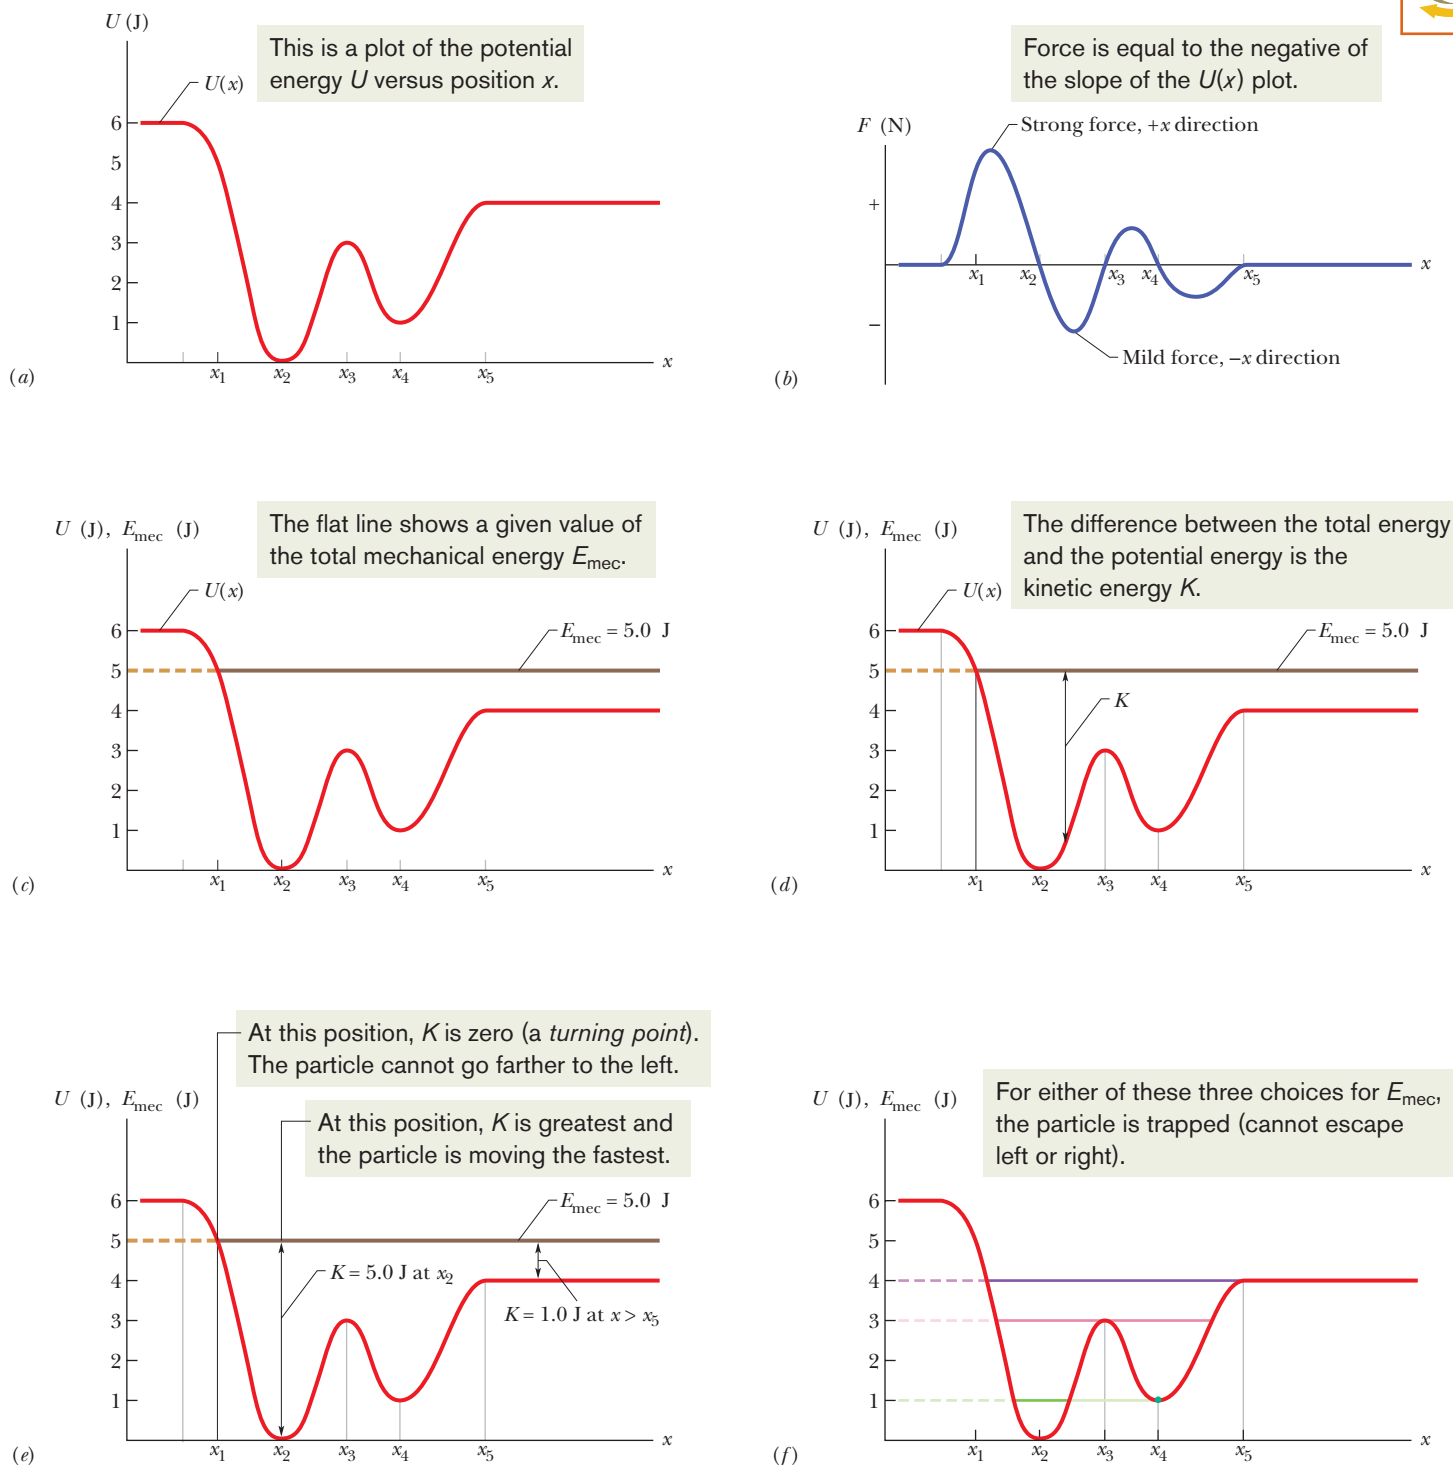 U (J)
This is a plot of the potential
energy U versus position x.
U(x)
6
5
4
3
2
1
x1 x2 x3 x4 x5 x
(a)
Force is equal to the negative of
the slope of the U(x) plot.
F (N)
Strong force, +x direction
+
x1 x2 x3 x4 x5 x
–
Mild force, –x direction
(b)
U (J), Emec (J)
The flat line shows a given value of
the total mechanical energy Emec.
U(x)
6
Emec = 5.0 J
5
4
3
2
1
x1 x2 x3 x4 x5 x
(c)
U (J), Emec (J)
The difference between the total energy
and the potential energy is the
kinetic energy K.
U(x)
6
Emec = 5.0 J
5
4
K
3
2
1
x1 x2 x3 x4 x5 x
(d)
At this position, K is zero (a turning point).
The particle cannot go farther to the left.
U (J), Emec (J)
At this position, K is greatest and
the particle is moving the fastest.
6
Emec = 5.0 J
5
K = 5.0 J at x2
4
K = 1.0 J at x > x5
3
2
1
x1 x2 x3 x4 x5 x
(e)
U (J), Emec (J)
For either of these three choices for Emec,
the particle is trapped (cannot escape
left or right).
6
5
4
3
2
1
x1 x2 x3 x4 x5 x
(f)